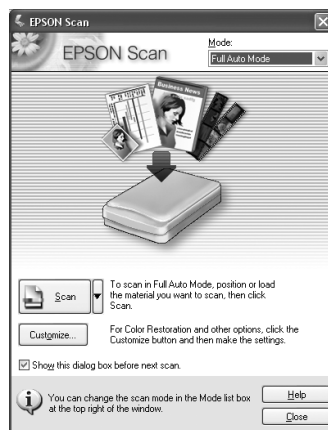 EPSON Scan
EPSON Scan
Mode:
Full Auto Mode
Business News
Scan
To scan in Full Auto Mode, position or load
the material you want to scan, then click
Scan.
Customize...
For Color Restoration and other options, click the
Customize button and then make the settings.
Show this dialog box before next scan.
You can change the scan mode in the Mode list box
at the top right of the window.
Help
Close